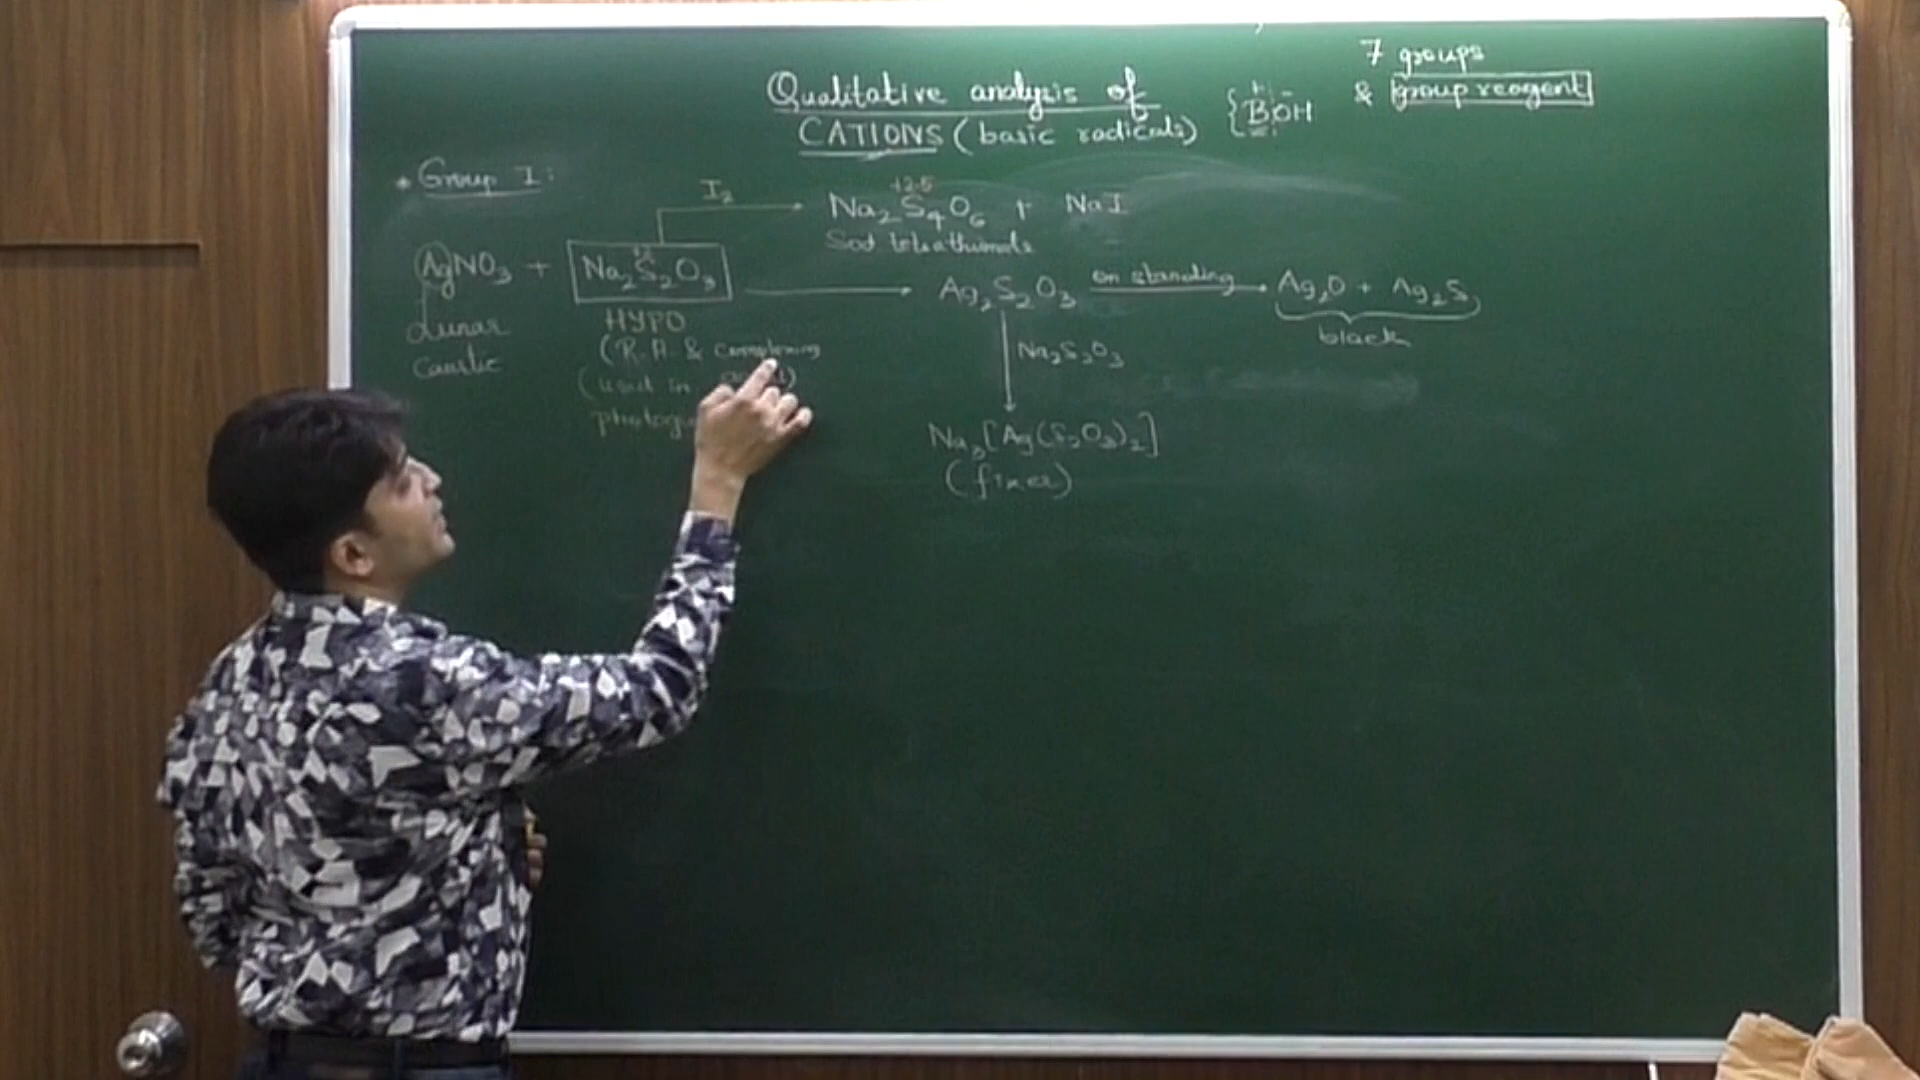 7 groups
& group reagent
Qualitative analysis of
CATIONS (basic radicals) { B⁺OH⁻
* Group I:
I₂
+2.5
Na₂S₄O₆ + NaI
Sod tetrathionate
+2
AgNO₃ + Na₂S₂O₃ → Ag₂S₂O₃ on standing → Ag₂O + Ag₂S
black
Lunar
caustic
HYPO
(R.A. & complexing
(used in
Na₂S₂O₃
Na₃[Ag(S₂O₃)₂]
(fixer)